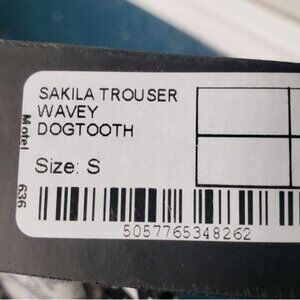 SAKILA TROUSER
WAVEY
DOGTOOTH
Size: S
5057765348262
Motel 636